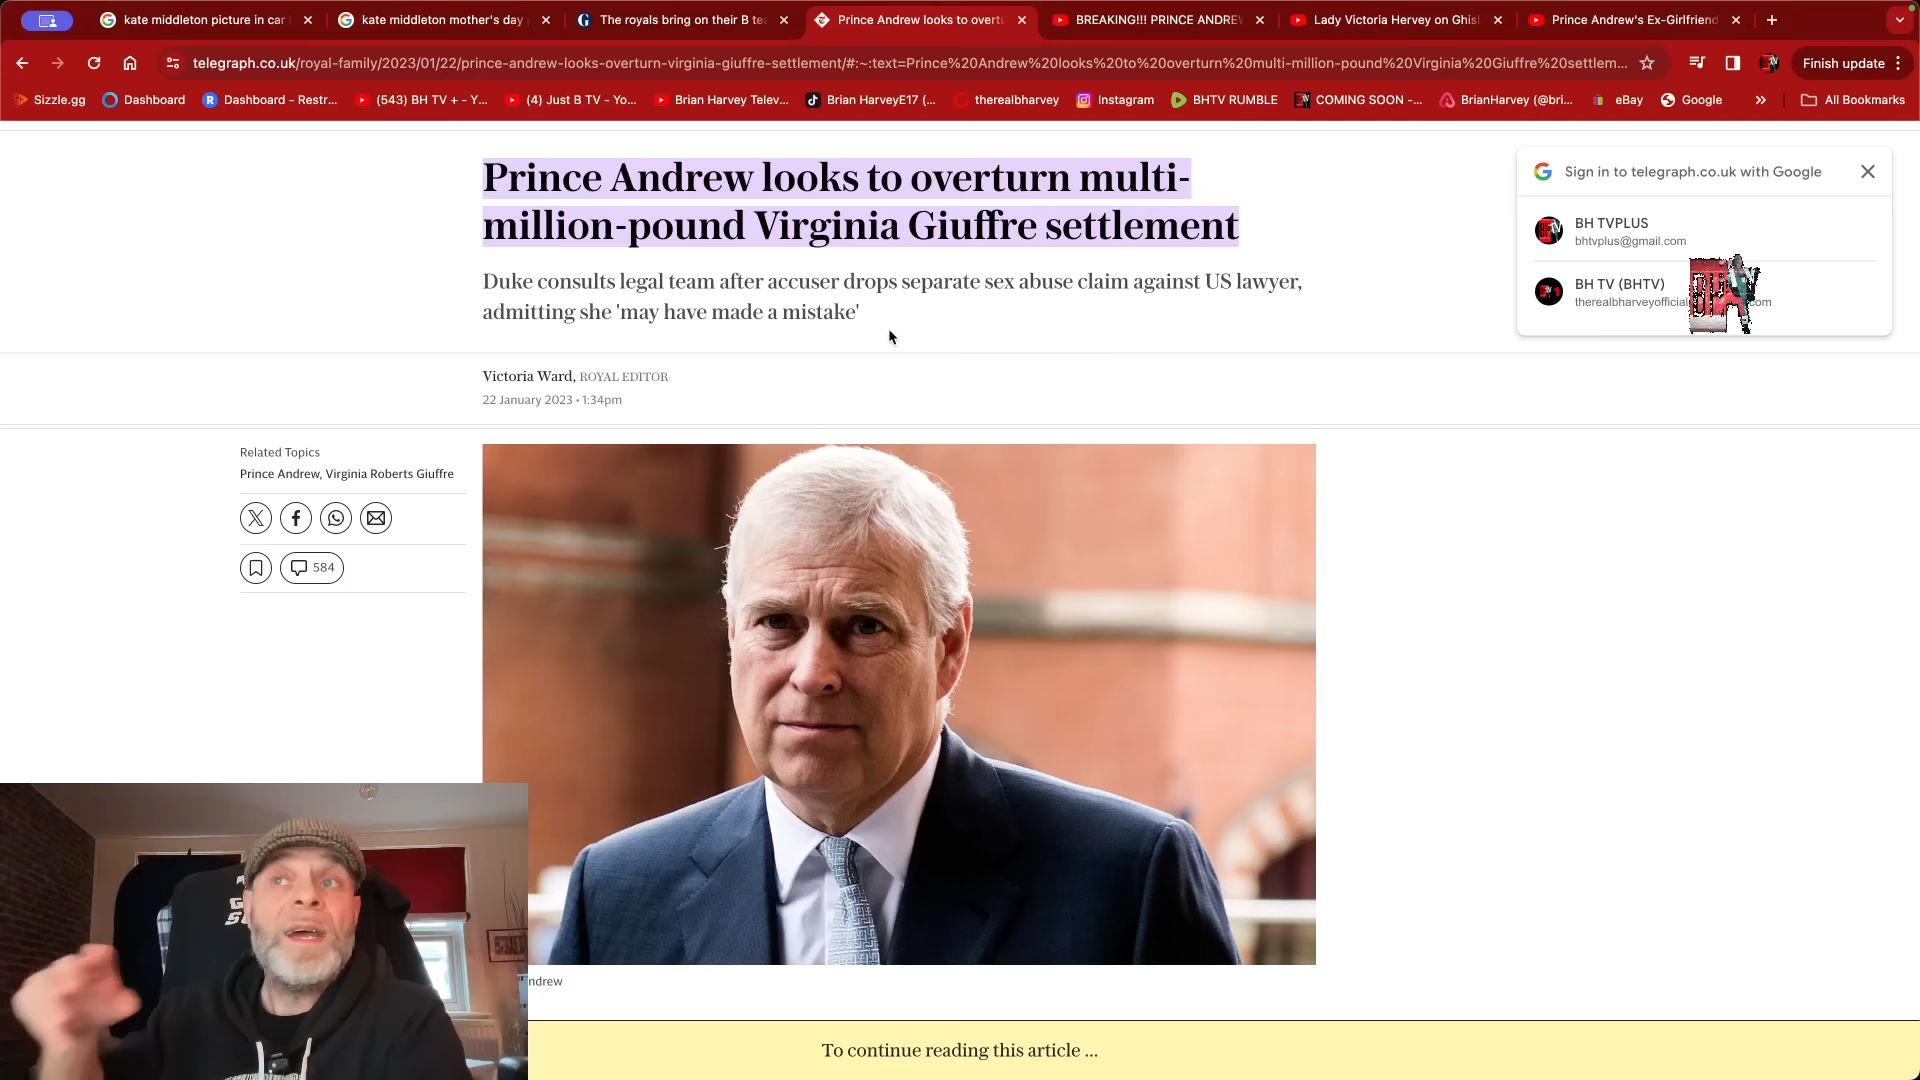 kate middleton picture in car
kate middleton mother's day
The royals bring on their B te
Prince Andrew looks to overt
BREAKING!!! PRINCE ANDRE
Lady Victoria Hervey on Ghis
Prince Andrew's Ex-Girlfriend
telegraph.co.uk/royal-family/2023/01/22/prince-andrew-looks-overturn-virginia-giuffre-settlement/#:~:text=Prince%20Andrew%20looks%20to%20overturn%20multi-million-pound%20Virginia%20Giuffre%20settlem...
Finish update
Sizzle.gg
Dashboard
Dashboard - Restr...
(543) BH TV + - Y...
(4) Just B TV - Yo...
Brian Harvey Telev...
Brian HarveyE17 (...
therealbharvey
Instagram
BHTV RUMBLE
COMING SOON -...
BrianHarvey (@bri...
eBay
Google
All Bookmarks
Prince Andrew looks to overturn multi-
million-pound Virginia Giuffre settlement
Duke consults legal team after accuser drops separate sex abuse claim against US lawyer,
admitting she 'may have made a mistake'
Victoria Ward, ROYAL EDITOR
22 January 2023 • 1:34pm
Sign in to telegraph.co.uk with Google
BH TVPLUS
bhtvplus@gmail.com
BH TV (BHTV)
therealbharveyofficial
om
Related Topics
Prince Andrew, Virginia Roberts Giuffre
584
ndrew
To continue reading this article ...